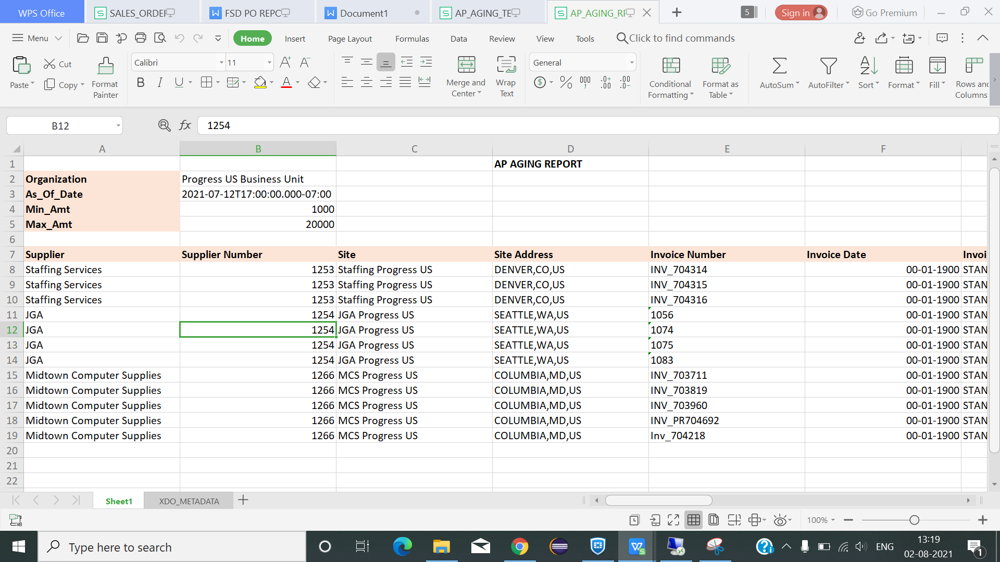 WPS Office SALES_ORDEF FSD PO REPC Document1 AP_AGING_TE AP_AGING_RF 5 Sign in Go Premium
Menu Home Insert Page Layout Formulas Data Review View Tools Click to find commands
Paste Cut Copy Format Painter Calibri 11 A+ A- B I U A Merge and Center Wrap Text General Conditional Formatting Format as Table AutoSum AutoFilter Sort Format Fill Rows and Columns
B12 fx 1254
A B C D E F
1 AP AGING REPORT
2 Organization Progress US Business Unit
3 As_Of_Date 2021-07-12T17:00:00.000-07:00
4 Min_Amt 1000
5 Max_Amt 20000
6
7 Supplier Supplier Number Site Site Address Invoice Number Invoice Date Invoi
8 Staffing Services 1253 Staffing Progress US DENVER,CO,US INV_704314 00-01-1900 STAN
9 Staffing Services 1253 Staffing Progress US DENVER,CO,US INV_704315 00-01-1900 STAN
10 Staffing Services 1253 Staffing Progress US DENVER,CO,US INV_704316 00-01-1900 STAN
11 JGA 1254 JGA Progress US SEATTLE,WA,US 1056 00-01-1900 STAN
12 JGA 1254 JGA Progress US SEATTLE,WA,US 1074 00-01-1900 STAN
13 JGA 1254 JGA Progress US SEATTLE,WA,US 1075 00-01-1900 STAN
14 JGA 1254 JGA Progress US SEATTLE,WA,US 1083 00-01-1900 STAN
15 Midtown Computer Supplies 1266 MCS Progress US COLUMBIA,MD,US INV_703711 00-01-1900 STAN
16 Midtown Computer Supplies 1266 MCS Progress US COLUMBIA,MD,US INV_703819 00-01-1900 STAN
17 Midtown Computer Supplies 1266 MCS Progress US COLUMBIA,MD,US INV_703960 00-01-1900 STAN
18 Midtown Computer Supplies 1266 MCS Progress US COLUMBIA,MD,US INV_PR704692 00-01-1900 STAN
19 Midtown Computer Supplies 1266 MCS Progress US COLUMBIA,MD,US Inv_704218 00-01-1900 STAN
20
21
22
Sheet1 XDO_METADATA
100%
Type here to search ENG 13:19
02-08-2021 1